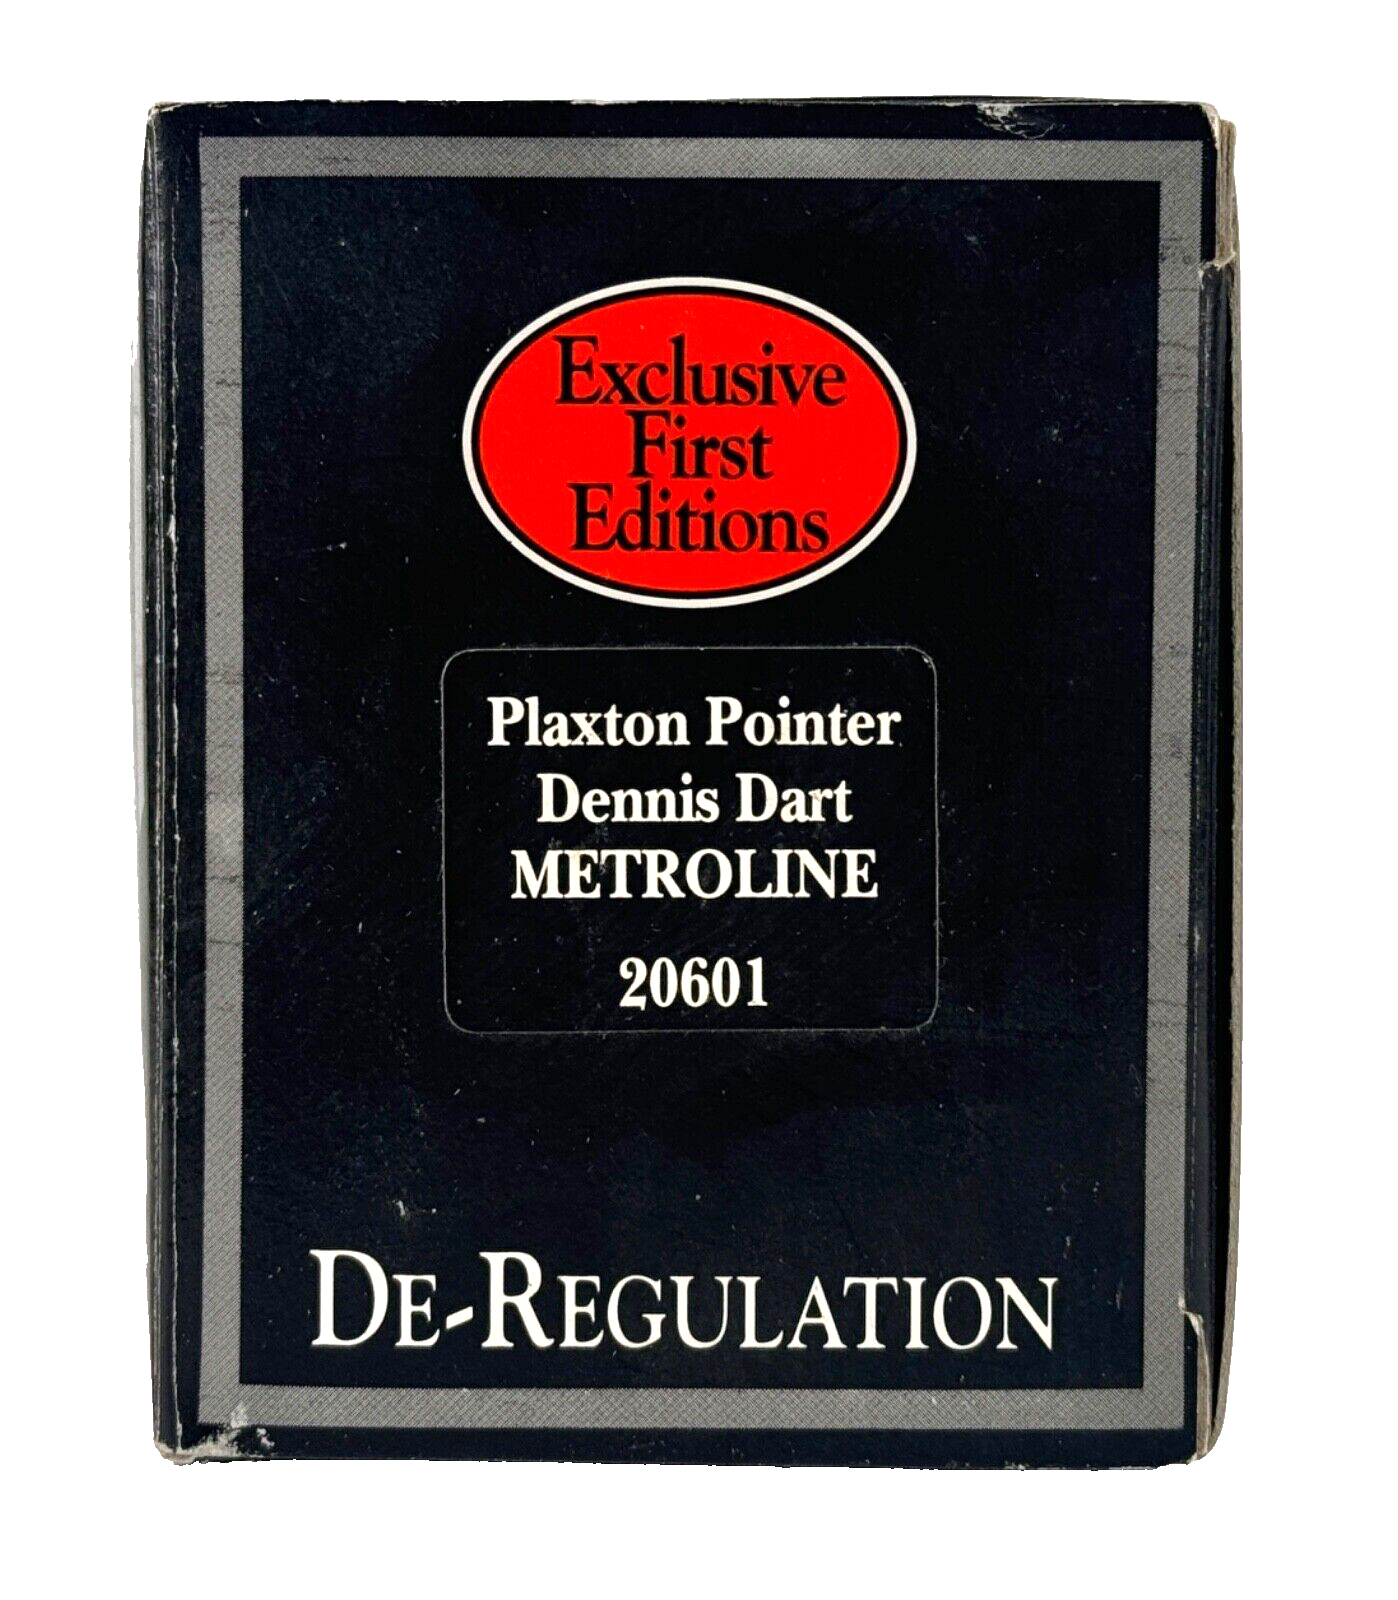 Exclusive
First
Editions
Plaxton Pointer
Dennis Dart
METROLINE
20601
DE-REGULATION